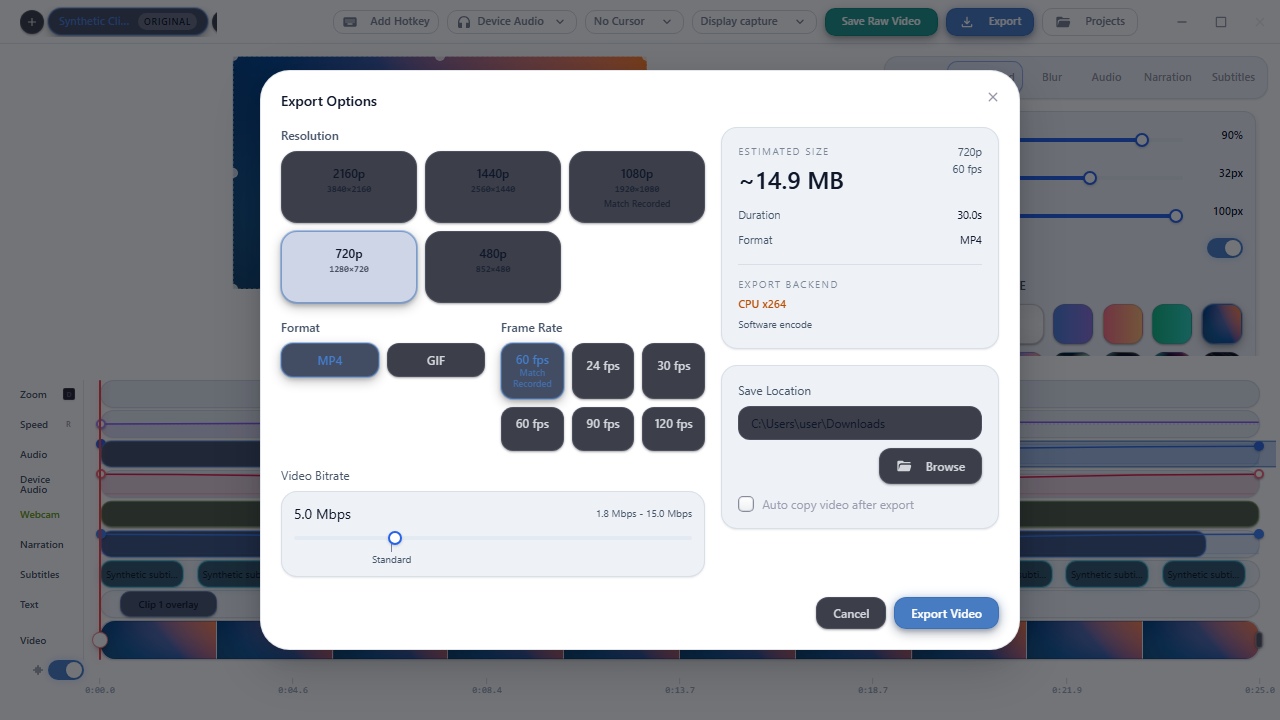 Synthetic Cli... ORIGINAL
Add Hotkey
Device Audio
No Cursor
Display capture
Save Raw Video
Export
Projects
Blur
Audio
Narration
Subtitles
90%
32px
100px
Export Options
Resolution
2160p
3840×2160
1440p
2560×1440
1080p
1920×1080
Match Recorded
720p
1280×720
480p
852×480
Format
MP4
GIF
Frame Rate
60 fps
Match
Recorded
24 fps
30 fps
60 fps
90 fps
120 fps
Video Bitrate
5.0 Mbps
1.8 Mbps - 15.0 Mbps
Standard
ESTIMATED SIZE
720p
~14.9 MB
60 fps
Duration
30.0s
Format
MP4
EXPORT BACKEND
CPU x264
Software encode
Save Location
C:\Users\user\Downloads
Browse
Auto copy video after export
Cancel
Export Video
Zoom
Speed
Audio
Device
Audio
Webcam
Narration
Subtitles
Synthetic subti...
Synthetic subti...
Synthetic subti...
Text
Clip 1 overlay
Video
0:00.0
0:04.6
0:08.4
0:13.7
0:18.7
0:21.9
0:25.0